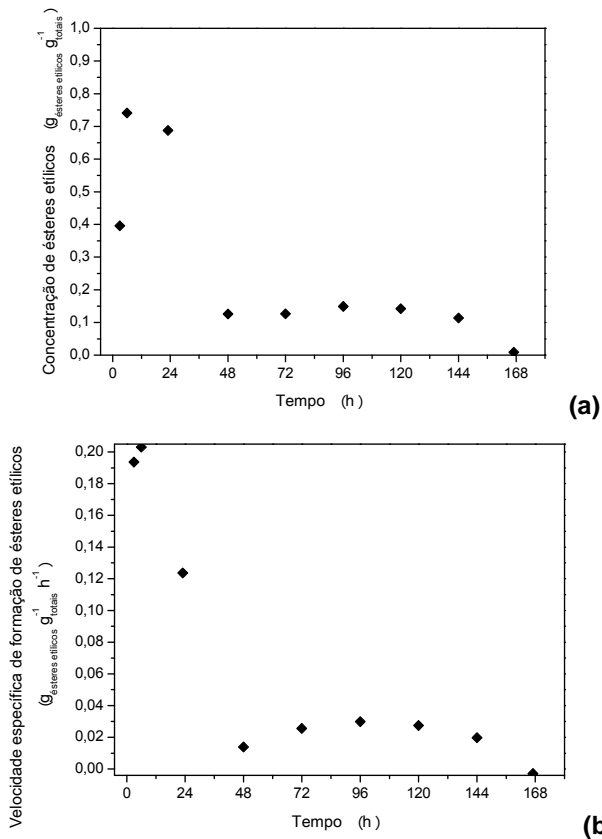 Concentração de ésteres etílicos (g ésteres etílicos g-1 totais)
1,0
0,9
0,8
0,7
0,6
0,5
0,4
0,3
0,2
0,1
0,0
0 24 48 72 96 120 144 168
Tempo (h)
(a)
Velocidade específica de formação de ésteres etílicos
(g ésteres etílicos g-1 totais h-1)
0,20
0,18
0,16
0,14
0,12
0,10
0,08
0,06
0,04
0,02
0,00
0 24 48 72 96 120 144 168
Tempo (h)
(b